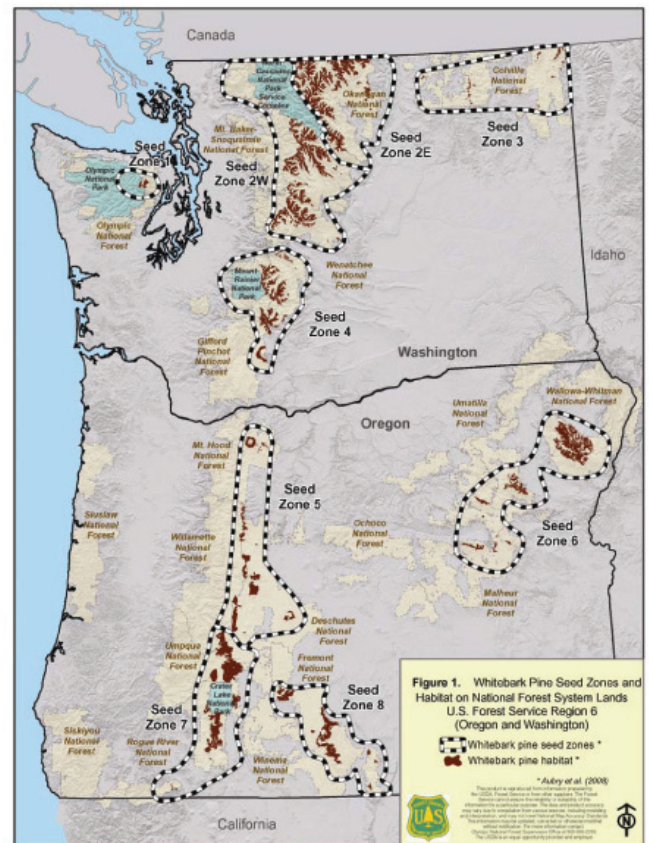 Canada
Cascades
National
Park
Service
Complex
Okanogan
National
Forest
Colville
National
Forest
Seed
Zone 3
Mt. Baker-
Snoqualmie
National Forest
Seed
Zone 2E
Seed
Zone 2W
Seed
Zone 1
Olympic
National
Park
Olympic
National
Forest
Idaho
Mount
Rainier
National
Park
Wenatchee
National
Forest
Seed
Zone 4
Gifford
Pinchot
National
Forest
Washington
Oregon
Umatilla
National
Forest
Wallowa-Whitman
National Forest
Mt. Hood
National
Forest
Seed
Zone 5
Siuslaw
National
Forest
Willamette
National
Forest
Ochoco
National
Forest
Seed
Zone 6
Malheur
National
Forest
Deschutes
National
Forest
Umpqua
National
Forest
Fremont
National
Forest
Crater
Lake
National
Park
Seed
Zone 7
Seed
Zone 8
Siskiyou
National
Forest
Rogue River
National
Forest
Winema
National
Forest
California
Figure 1. Whitebark Pine Seed Zones and
Habitat on National Forest System Lands
U.S. Forest Service Region 6
(Oregon and Washington)
Whitebark pine seed zones *
Whitebark pine habitat *
* Aubry et al. (2008)
UAS
N